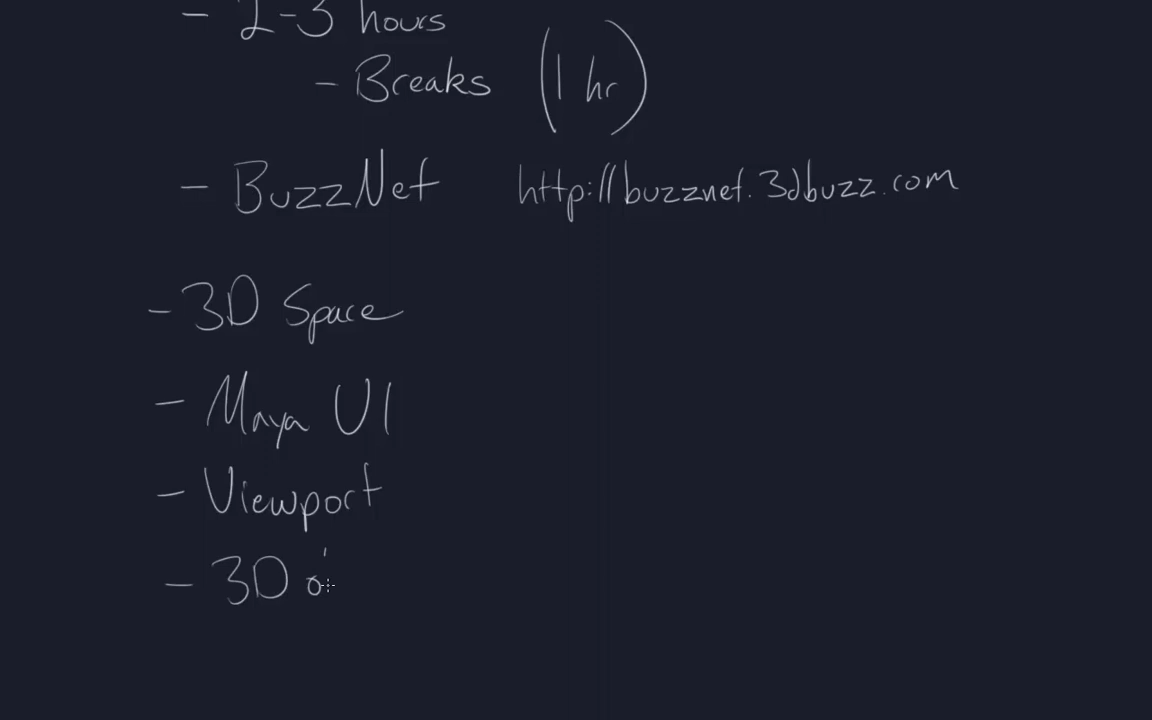 - 2-3 hours
- Breaks (1 hr)
- BuzzNet http://buzznet.3dbuzz.com
- 3D Space
- Maya UI
- Viewport
- 3D